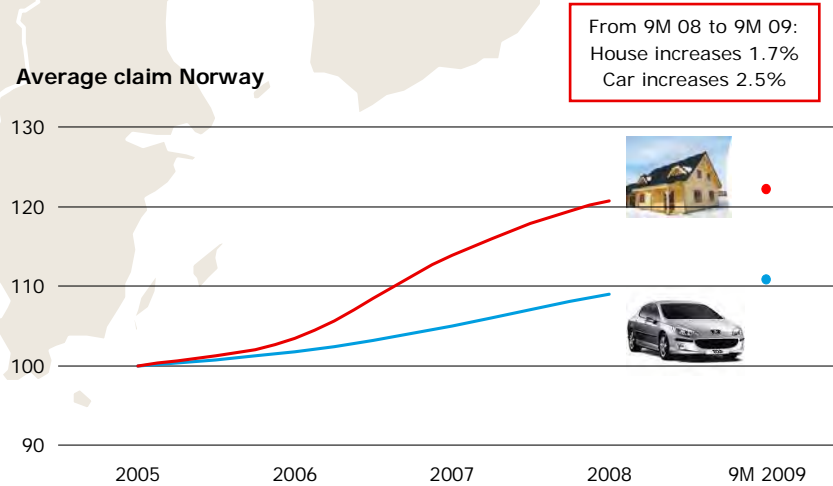 From 9M 08 to 9M 09:
House increases 1.7%
Car increases 2.5%
Average claim Norway
130
120
110
100
90
2005 2006 2007 2008 9M 2009